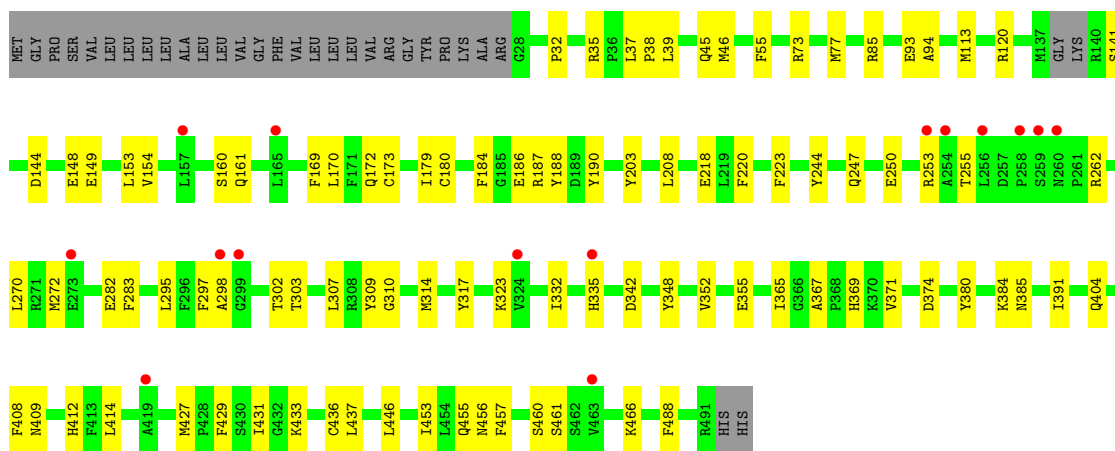 MET GLY PRO SER VAL LEU LEU LEU LEU ALA LEU LEU VAL GLY PHE VAL LEU LEU LEU VAL ARG GLY TYR PRO LYS ALA ARG G28 P32 R35 P36 L37 P38 L39 Q45 M46 F55 R73 M77 R85 E93 A94 M113 R120 M137 GLY LYS R140 S141
D144 E148 E149 L153 V154 L157 S160 Q161 L165 F169 L170 F171 Q172 C173 I179 C180 F184 G185 E186 R187 Y188 D189 Y190 Y203 L208 E218 L219 F220 F223 Y244 Q247 E250 R253 A254 T255 L256 D257 P258 S259 N260 P261 R262
L270 R271 M272 E273 E282 F283 L295 F296 F297 A298 G299 T302 T303 L307 R308 Y309 G310 M314 Y317 K323 V324 I332 H335 D342 Y348 V352 E355 I365 G366 A367 P368 H369 K370 V371 D374 Y380 K384 N385 I391 Q404
F408 N409 H412 F413 L414 A419 M427 P428 F429 S430 I431 G432 K433 C436 L437 L446 I453 L454 Q455 N456 F457 S460 S461 S462 V463 K466 F488 R491 HIS HIS